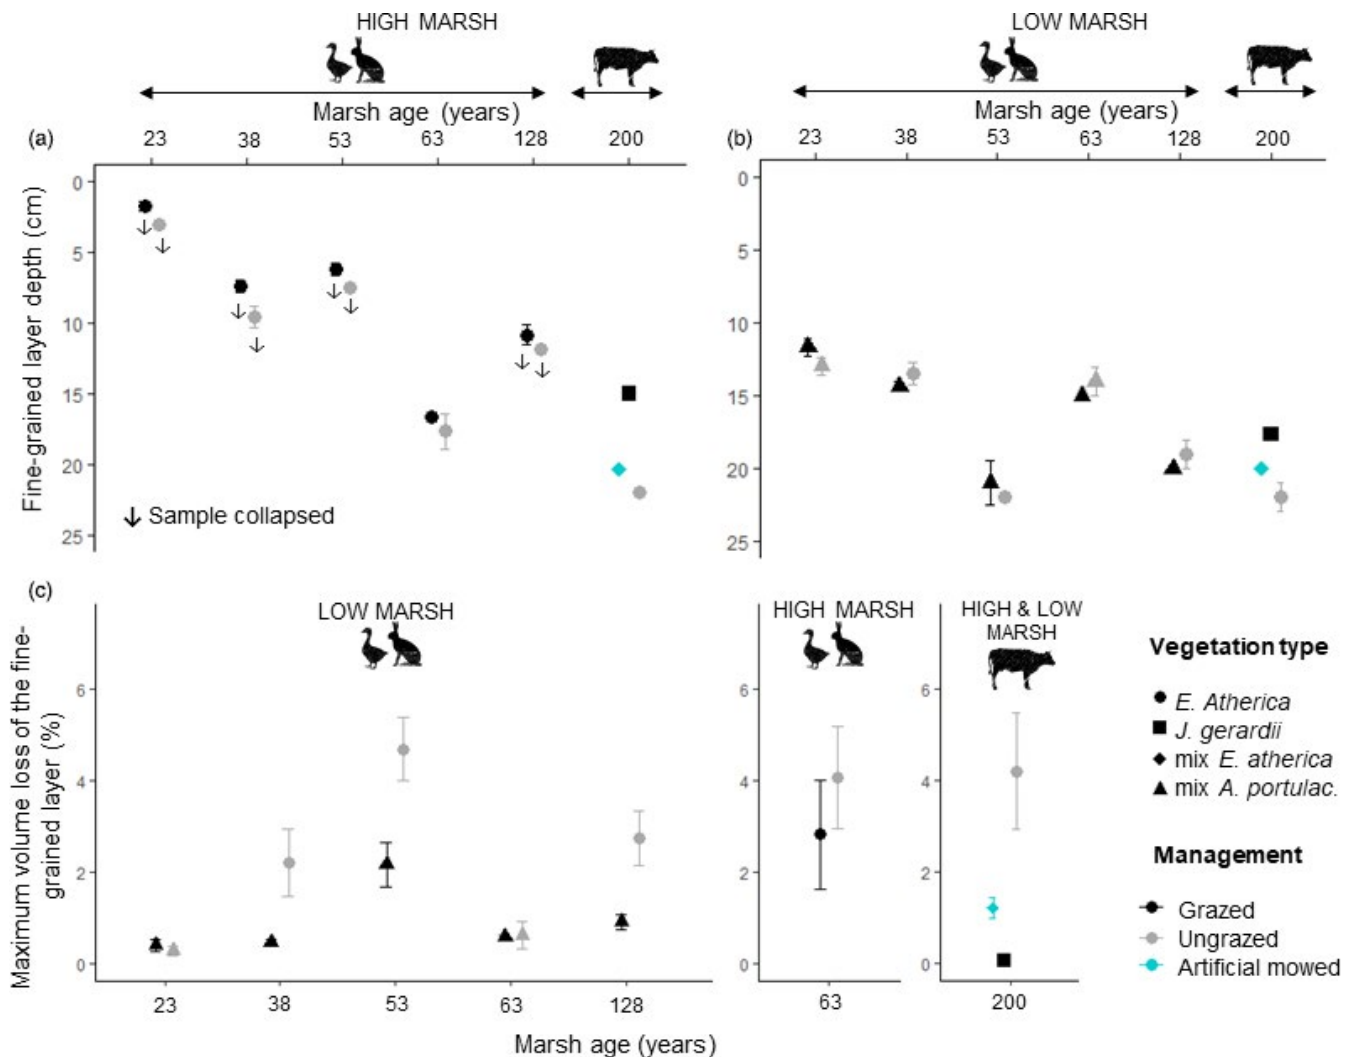 HIGH MARSH
LOW MARSH
Marsh age (years)
Marsh age (years)
(a)
23
38
53
63
128
200
(b)
23
38
53
63
128
200
Fine-grained layer depth (cm)
0
5
10
15
20
25
0
5
10
15
20
25
Sample collapsed
(c)
LOW MARSH
HIGH MARSH
HIGH & LOW
MARSH
Maximum volume loss of the fine-
grained layer (%)
6
4
2
0
6
4
2
0
6
4
2
0
23
38
53
63
128
63
200
Marsh age (years)
Vegetation type
E. Atherica
J. gerardii
mix E. atherica
mix A. portulac.
Management
Grazed
Ungrazed
Artificial mowed